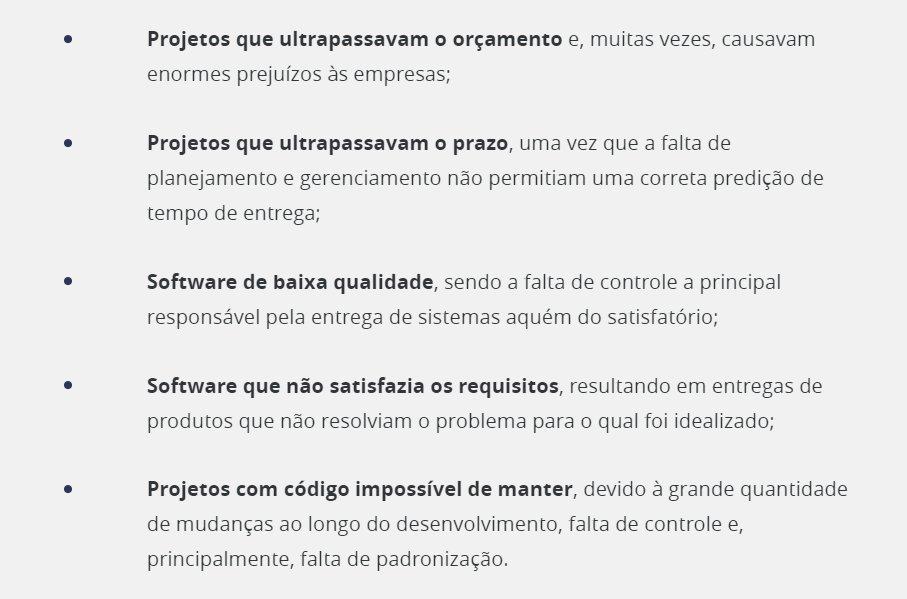 Projetos que ultrapassavam o orçamento e, muitas vezes, causavam
enormes prejuízos às empresas;
Projetos que ultrapassavam o prazo, uma vez que a falta de
planejamento e gerenciamento não permitiam uma correta predição de
tempo de entrega;
Software de baixa qualidade, sendo a falta de controle a principal
responsável pela entrega de sistemas aquém do satisfatório;
Software que não satisfazia os requisitos, resultando em entregas de
produtos que não resolviam o problema para o qual foi idealizado;
Projetos com código impossível de manter, devido à grande quantidade
de mudanças ao longo do desenvolvimento, falta de controle e,
principalmente, falta de padronização.